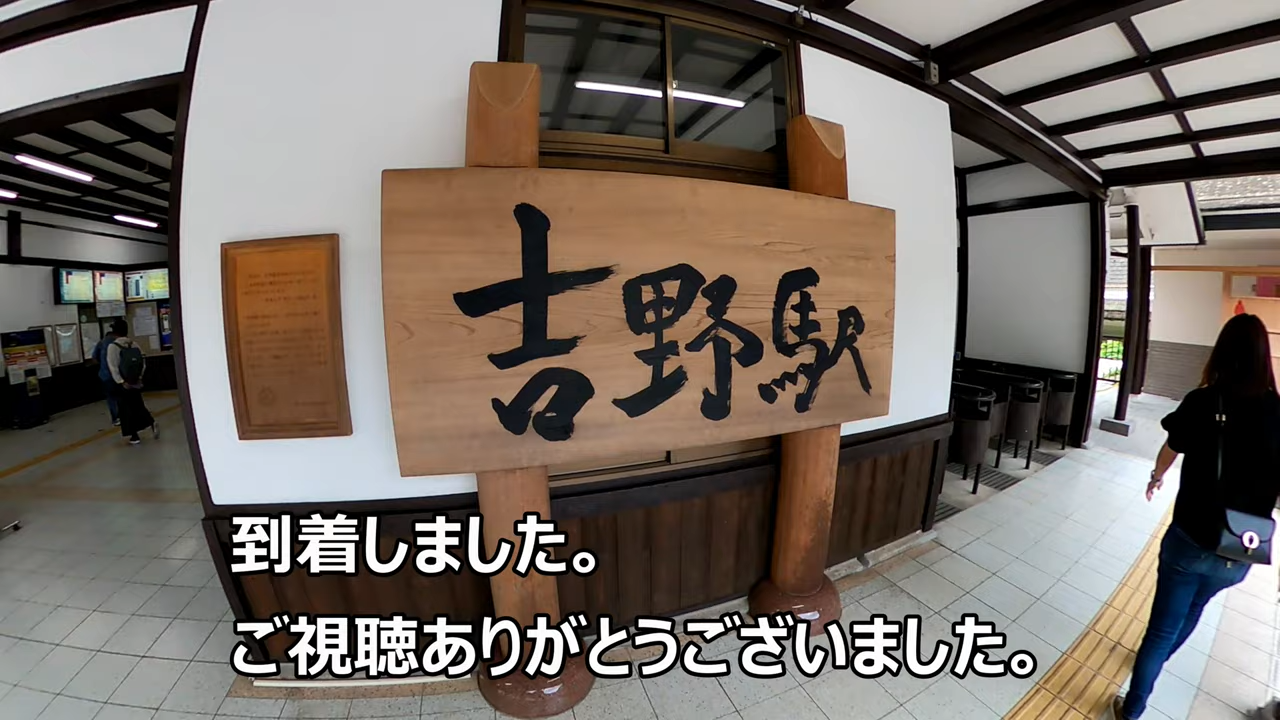 吉野駅
到着しました。
ご視聴ありがとうございました。